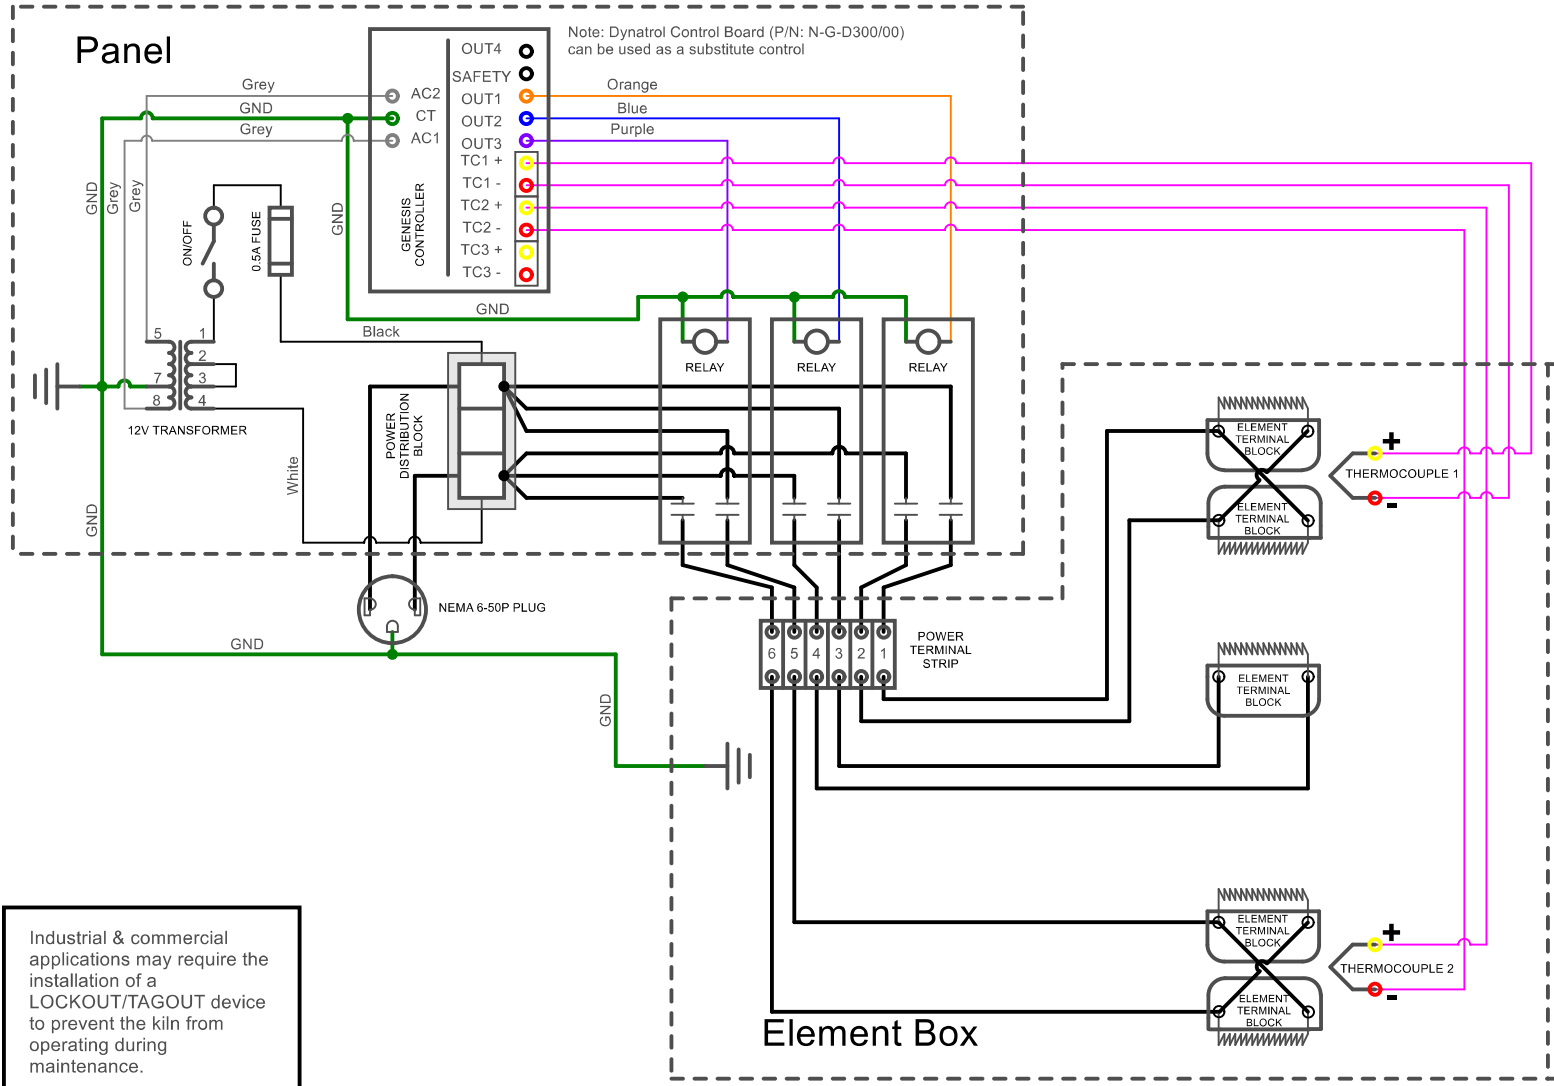 Panel
Note: Dynatrol Control Board (P/N: N-G-D300/00)
can be used as a substitute control
OUT4
SAFETY
AC2
OUT1
CT
OUT2
AC1
OUT3
TC1 +
TC1 -
TC2 +
TC2 -
TC3 +
TC3 -
GENESIS
CONTROLLER
Grey
GND
Grey
Orange
Blue
Purple
GND
Grey
Grey
ON/OFF
0.5A FUSE
GND
GND
Black
5
7
8
1
2
3
4
12V TRANSFORMER
White
GND
POWER
DISTRIBUTION
BLOCK
RELAY
RELAY
RELAY
NEMA 6-50P PLUG
GND
GND
6
5
4
3
2
1
POWER
TERMINAL
STRIP
ELEMENT
TERMINAL
BLOCK
ELEMENT
TERMINAL
BLOCK
+
THERMOCOUPLE 1
-
ELEMENT
TERMINAL
BLOCK
ELEMENT
TERMINAL
BLOCK
ELEMENT
TERMINAL
BLOCK
+
THERMOCOUPLE 2
-
Element Box
Industrial & commercial
applications may require the
installation of a
LOCKOUT/TAGOUT device
to prevent the kiln from
operating during
maintenance.